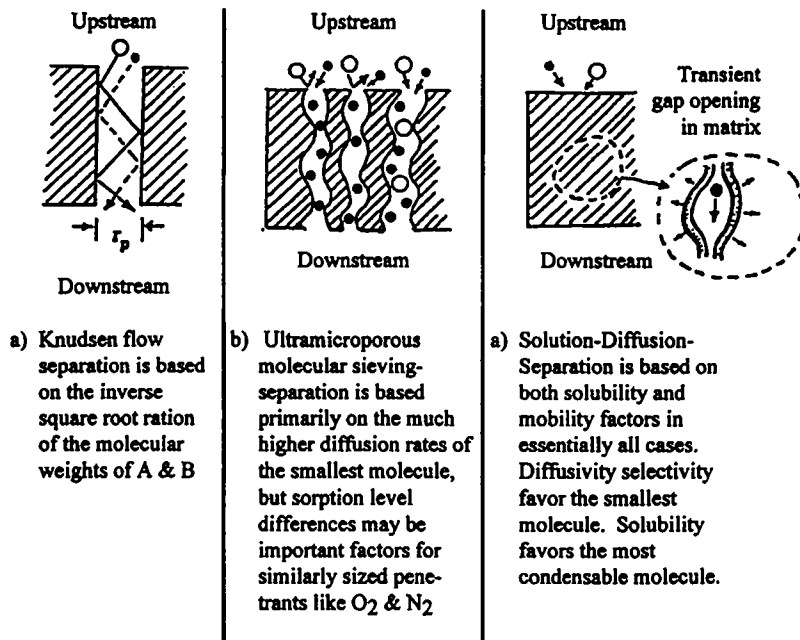 Upstream
r_p
Downstream
a) Knudsen flow
separation is based
on the inverse
square root ration
of the molecular
weights of A & B
Upstream
Downstream
b) Ultramicroporous
molecular sieving-
separation is based
primarily on the much
higher diffusion rates of
the smallest molecule,
but sorption level
differences may be
important factors for
similarly sized pene-
trants like O₂ & N₂
Upstream
Transient
gap opening
in matrix
Downstream
a) Solution-Diffusion-
Separation is based on
both solubility and
mobility factors in
essentially all cases.
Diffusivity selectivity
favor the smallest
molecule. Solubility
favors the most
condensable molecule.